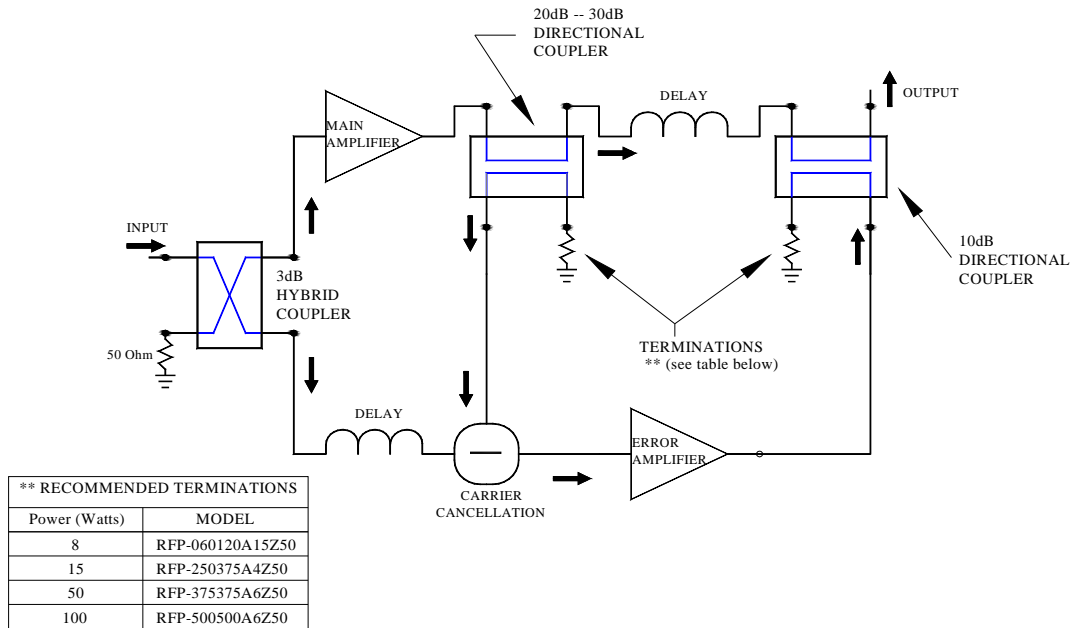 20dB -- 30dB
DIRECTIONAL
COUPLER
DELAY
OUTPUT
MAIN
AMPLIFIER
INPUT
3dB
HYBRID
COUPLER
10dB
DIRECTIONAL
COUPLER
50 Ohm
TERMINATIONS
** (see table below)
DELAY
ERROR
AMPLIFIER
CARRIER
CANCELLATION
** RECOMMENDED TERMINATIONS
Power (Watts) MODEL
8 RFP-060120A15Z50
15 RFP-250375A4Z50
50 RFP-375375A6Z50
100 RFP-500500A6Z50